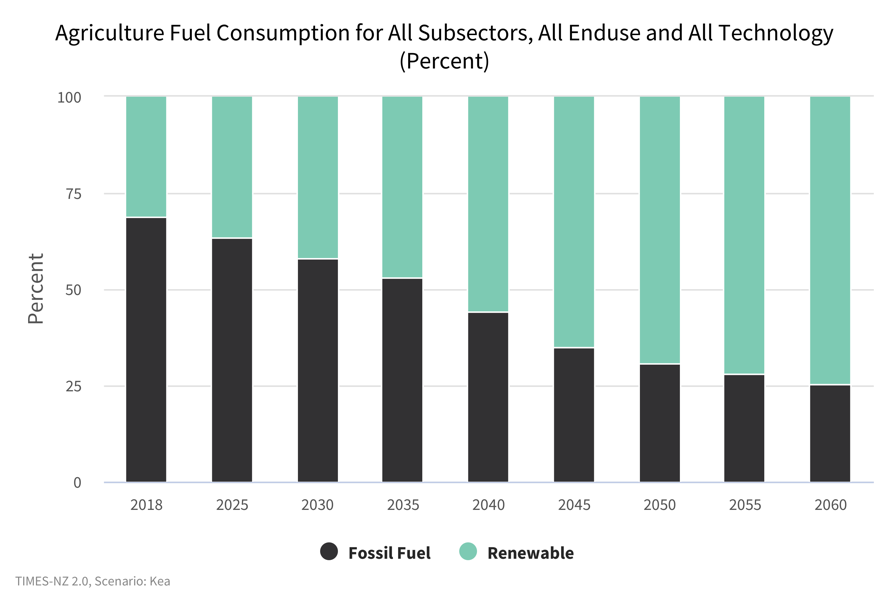 Agriculture Fuel Consumption for All Subsectors, All Enduse and All Technology
(Percent)
100
75
50
25
0
Percent
2018 2025 2030 2035 2040 2045 2050 2055 2060
Fossil Fuel Renewable
TIMES-NZ 2.0, Scenario: Kea